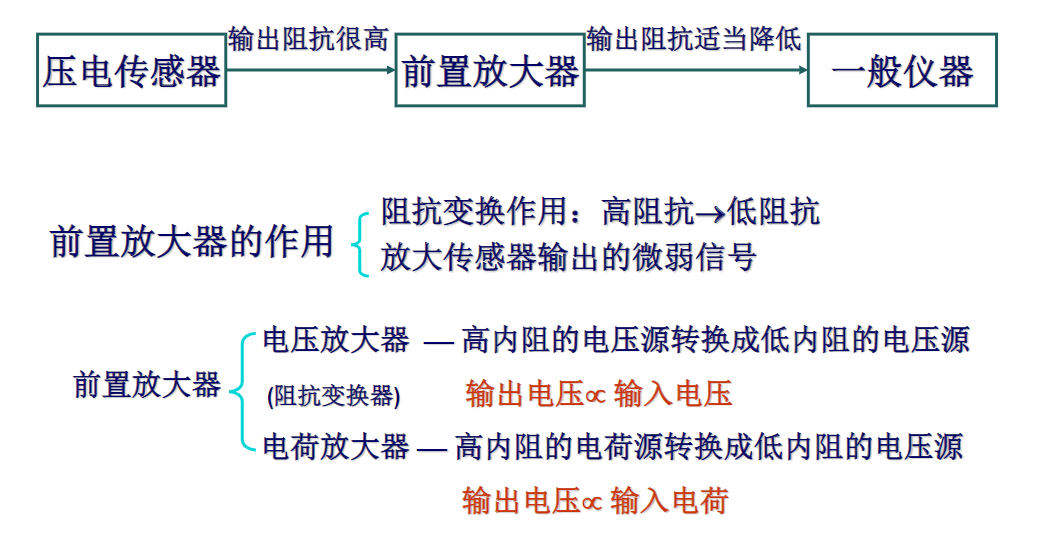 压电传感器 输出阻抗很高 前置放大器 输出阻抗适当降低 一般仪器
前置放大器的作用
阻抗变换作用：高阻抗→低阻抗
放大传感器输出的微弱信号
前置放大器
电压放大器 — 高内阻的电压源转换成低内阻的电压源
(阻抗变换器) 输出电压∝ 输入电压
电荷放大器 — 高内阻的电荷源转换成低内阻的电压源
输出电压∝ 输入电荷